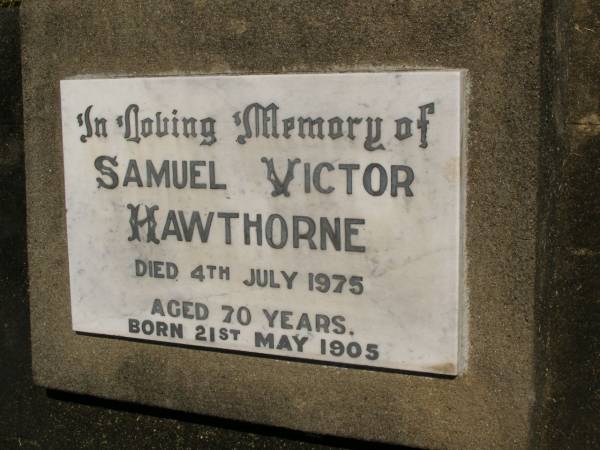 In Loving Memory of
SAMUEL VICTOR
HAWTHORNE
DIED 4TH JULY 1975
AGED 70 YEARS.
BORN 21ST MAY 1905